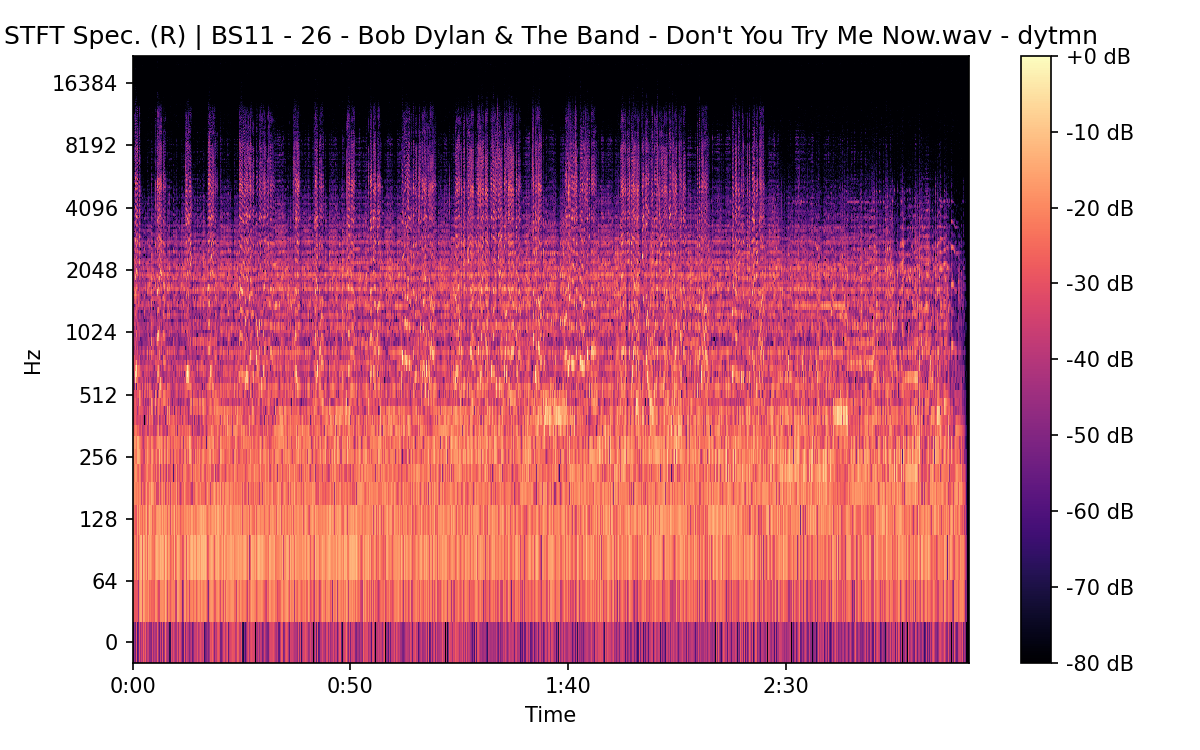 STFT Spec. (R) | BS11 - 26 - Bob Dylan & The Band - Don't You Try Me Now.wav - dytmn
16384
8192
4096
2048
1024
512
256
128
64
0
Hz
0:00
0:50
1:40
2:30
Time
+0 dB
-10 dB
-20 dB
-30 dB
-40 dB
-50 dB
-60 dB
-70 dB
-80 dB